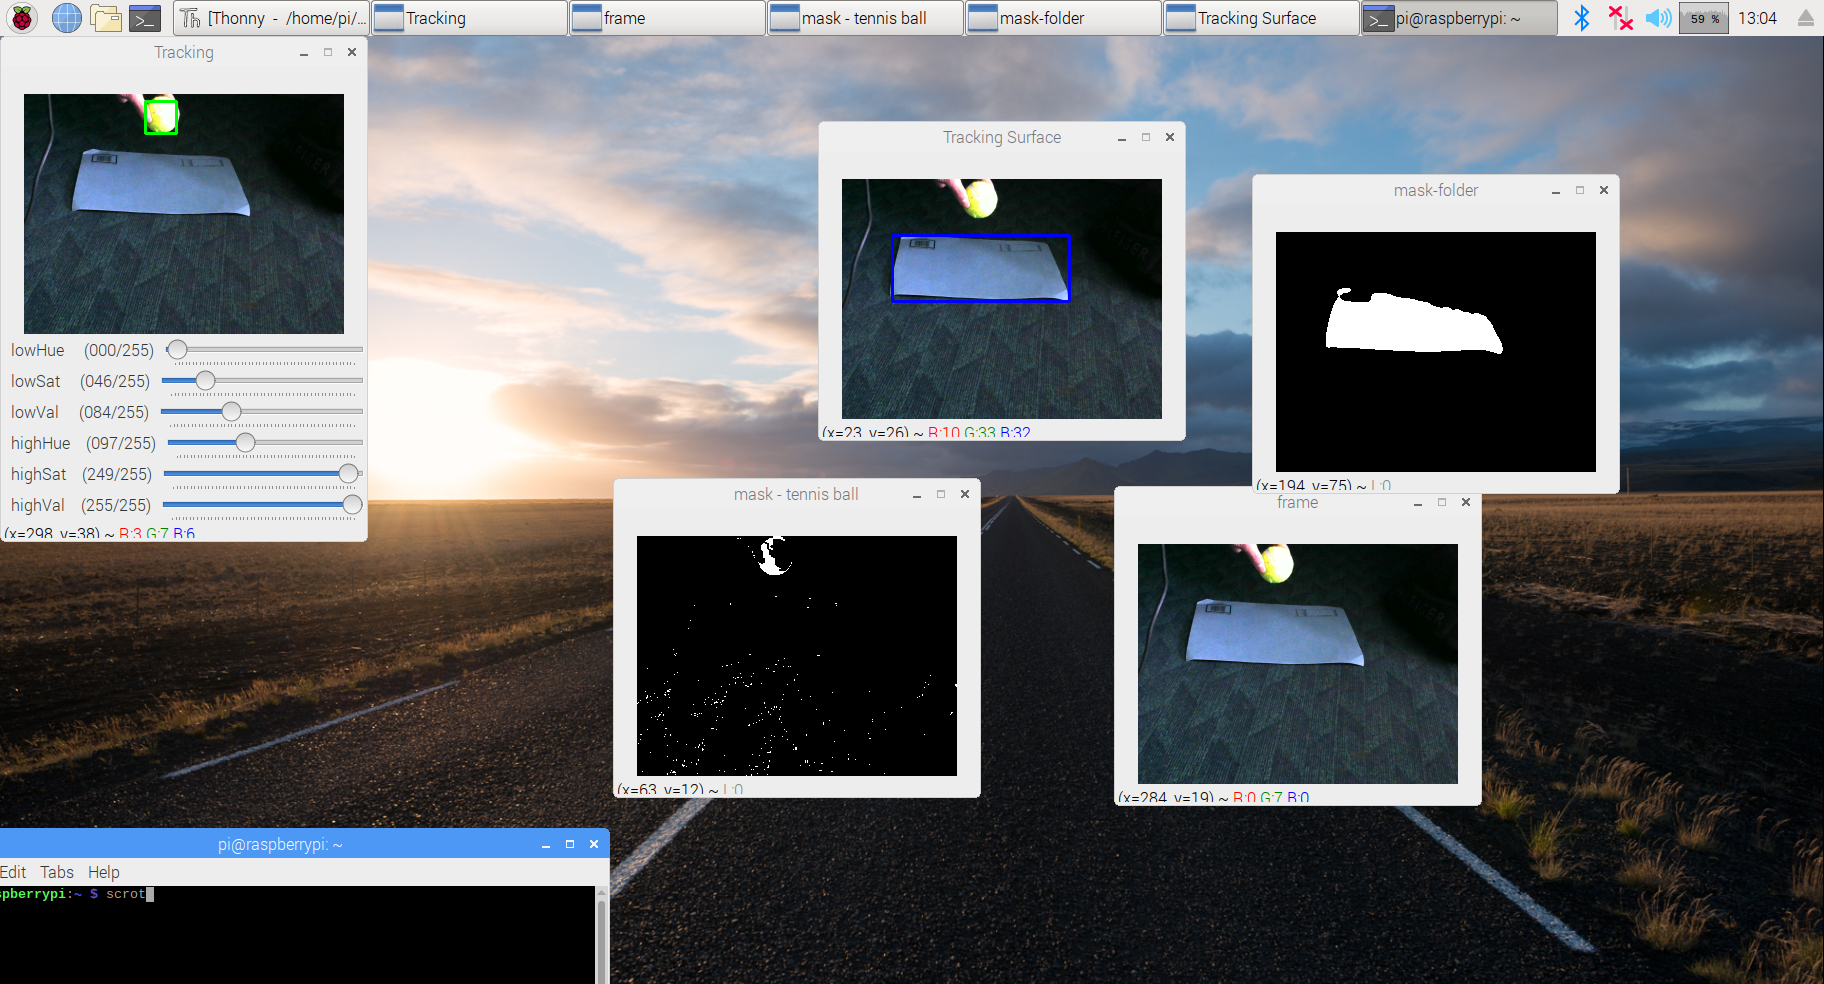 [Thonny - /home/pi/...
Tracking
frame
mask - tennis ball
mask-folder
Tracking Surface
pi@raspberrypi: ~
59 %
13:04
Tracking
lowHue (000/255)
lowSat (046/255)
lowVal (084/255)
highHue (097/255)
highSat (249/255)
highVal (255/255)
(x=298, y=38) ~ R:3 G:7 B:6
Tracking Surface
(x=23, y=26) ~ R:10 G:33 B:32
mask-folder
(x=194, y=75) ~ L:0
mask - tennis ball
(x=63, y=12) ~ L:0
frame
(x=284, y=19) ~ R:0 G:7 B:0
pi@raspberrypi: ~
Edit Tabs Help
spberrypi:~ $ scrot